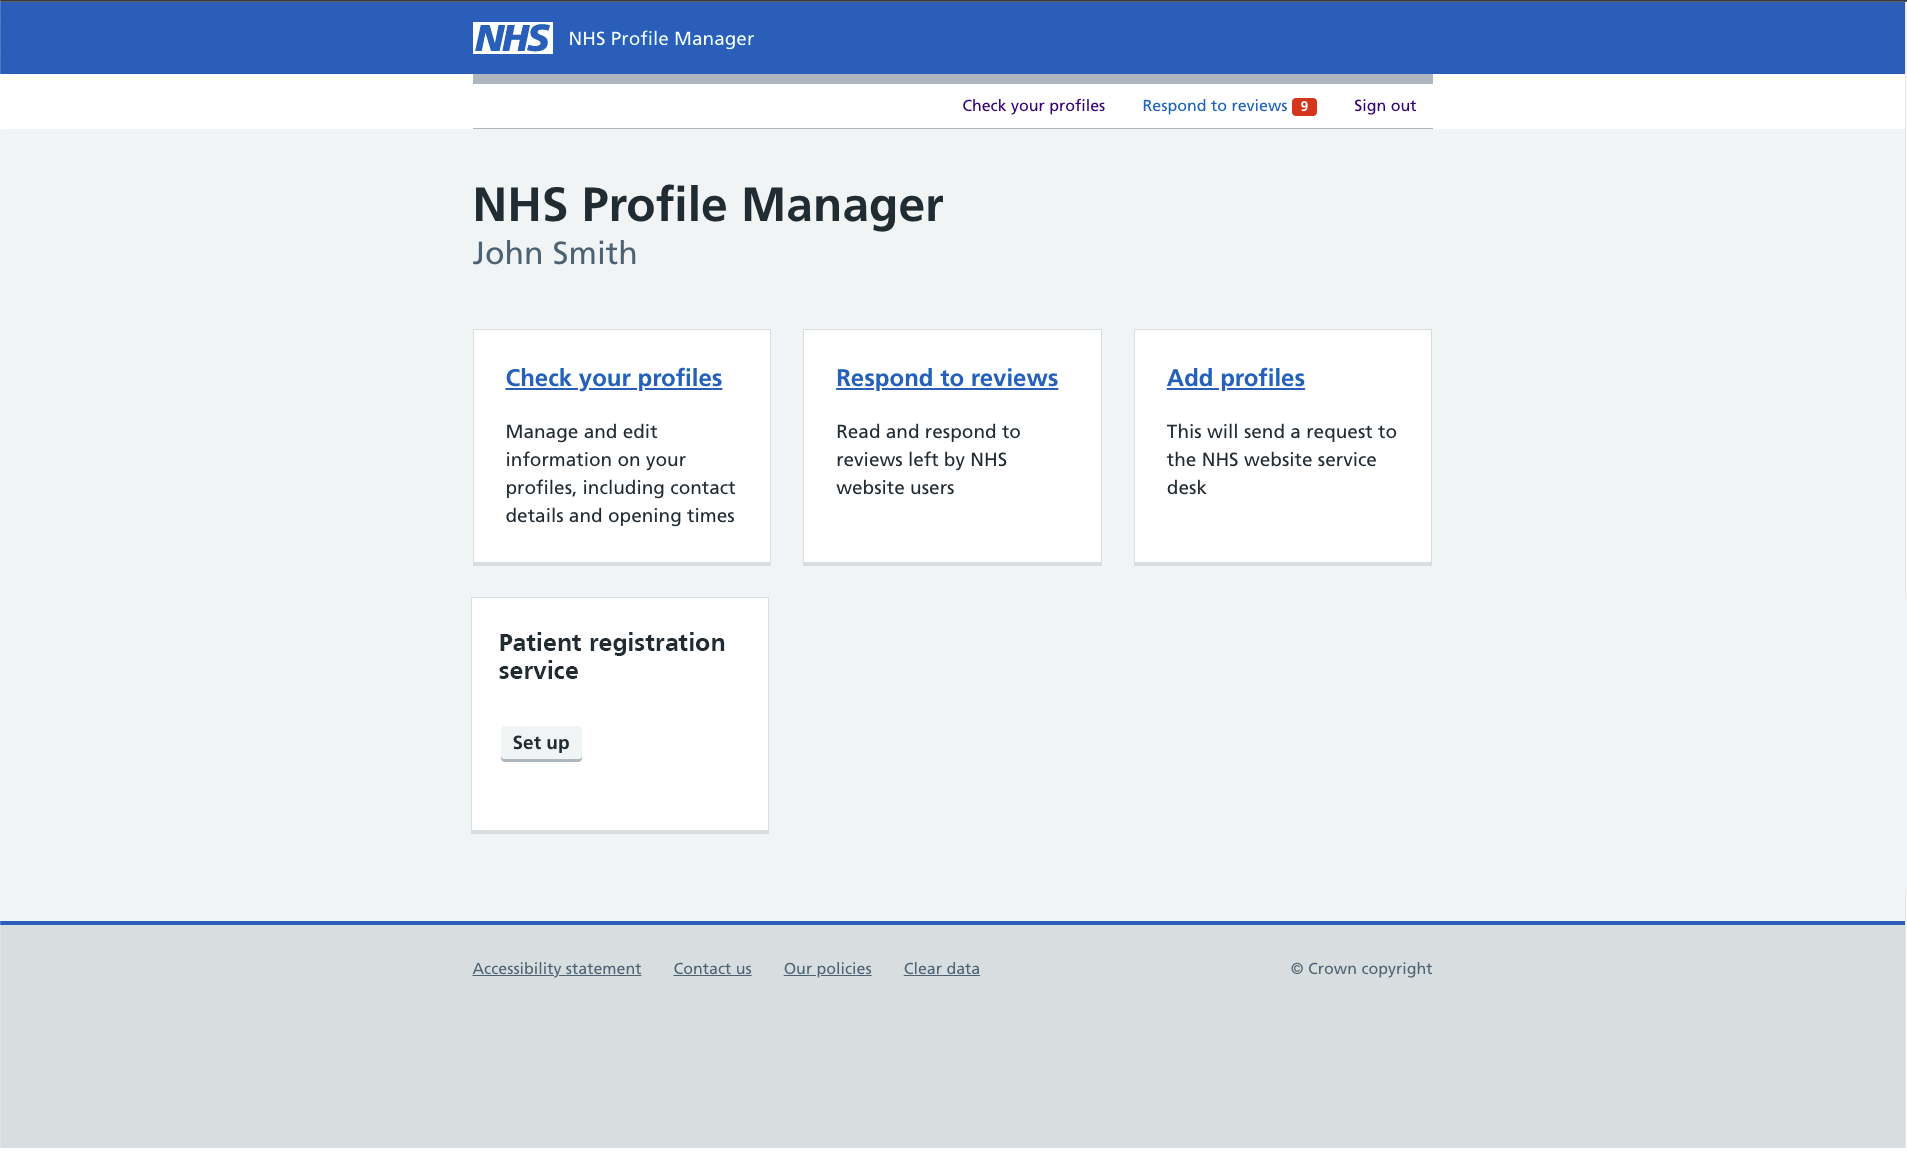 NHS NHS Profile Manager
Check your profiles Respond to reviews 9 Sign out
NHS Profile Manager
John Smith
Check your profiles
Manage and edit
information on your
profiles, including contact
details and opening times
Respond to reviews
Read and respond to
reviews left by NHS
website users
Add profiles
This will send a request to
the NHS website service
desk
Patient registration
service
Set up
Accessibility statement Contact us Our policies Clear data © Crown copyright